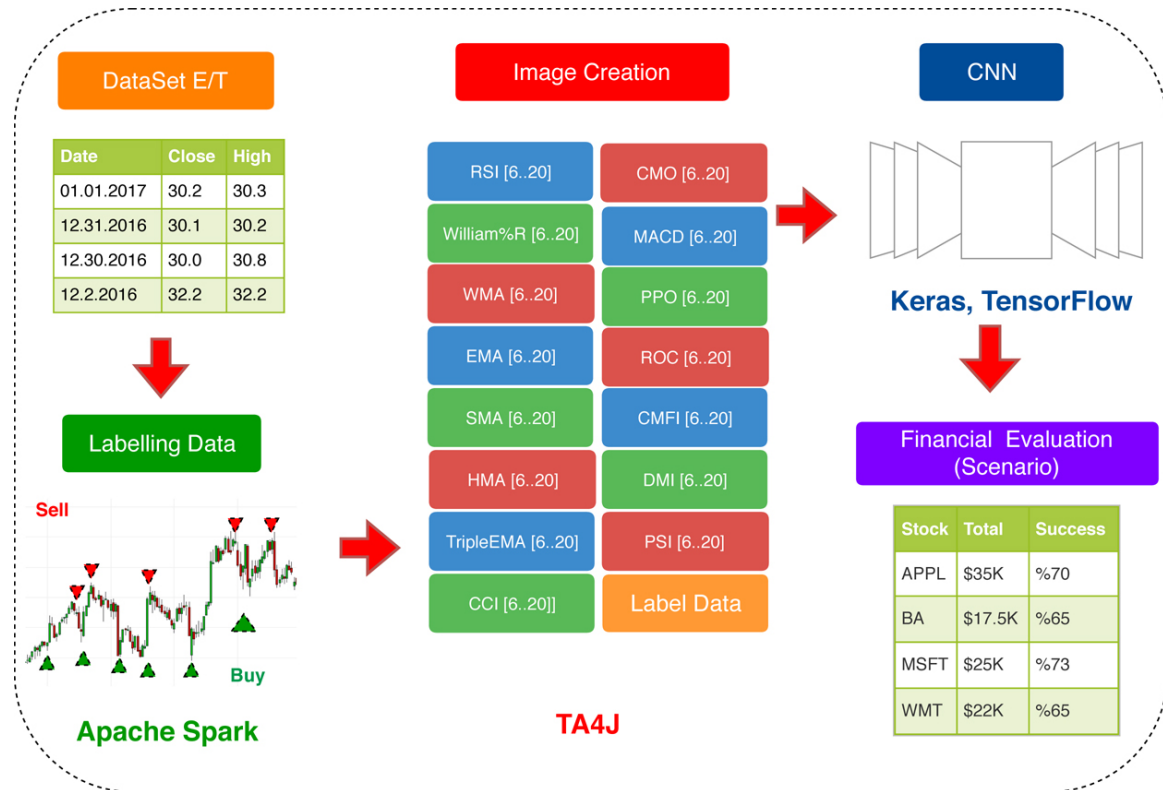 DataSet E/T
Date Close High
01.01.2017 30.2 30.3
12.31.2016 30.1 30.2
12.30.2016 30.0 30.8
12.2.2016 32.2 32.2
Labelling Data
Sell
Buy
Apache Spark
Image Creation
RSI [6..20] CMO [6..20]
William%R [6..20] MACD [6..20]
WMA [6..20] PPO [6..20]
EMA [6..20] ROC [6..20]
SMA [6..20] CMFI [6..20]
HMA [6..20] DMI [6..20]
TripleEMA [6..20] PSI [6..20]
CCI [6..20]] Label Data
TA4J
CNN
Keras, TensorFlow
Financial Evaluation
(Scenario)
Stock Total Success
APPL $35K %70
BA $17.5K %65
MSFT $25K %73
WMT $22K %65